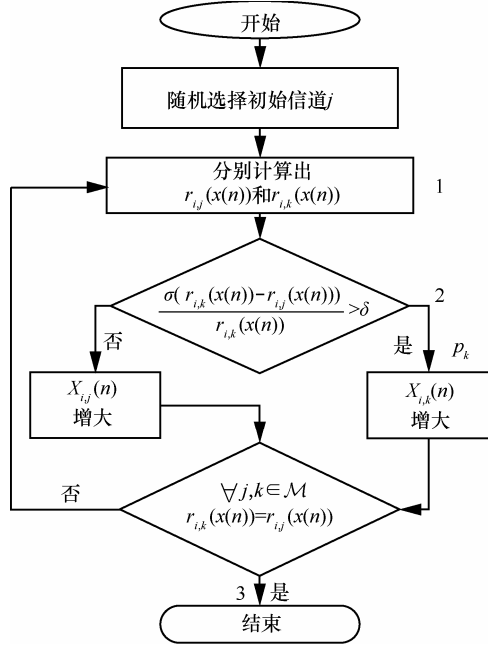 开始
随机选择初始信道j
分别计算出
r_{i,j}(x(n))和r_{i,k}(x(n))
1
σ( r_{i,k}(x(n))−r_{i,j}(x(n)))
r_{i,k}(x(n))
>δ
2
否
是
p_k
X_{i,j}(n)
增大
X_{i,k}(n)
增大
∀ j,k∈ℳ
r_{i,k}(x(n))=r_{i,j}(x(n))
否
3
是
结束